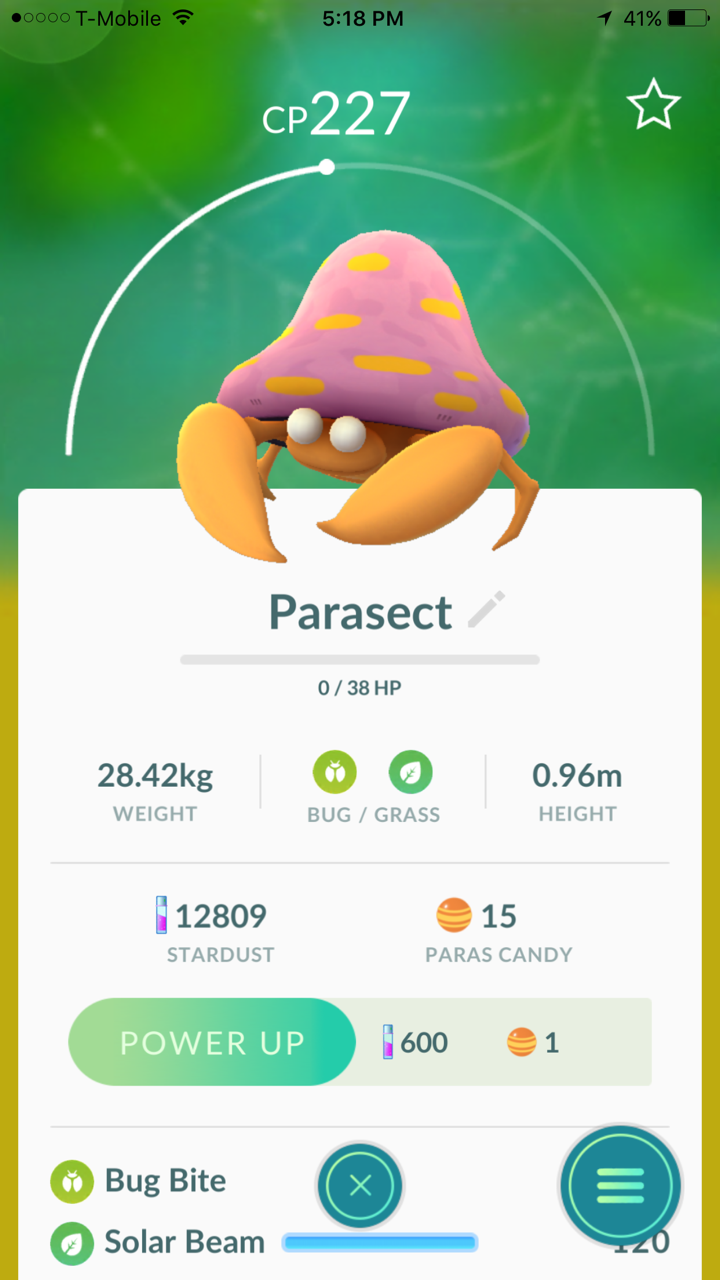 T-Mobile 5:18 PM 41%
CP227
Parasect
0 / 38 HP
28.42kg 0.96m
WEIGHT BUG / GRASS HEIGHT
12809 15
STARDUST PARAS CANDY
POWER UP 600 1
Bug Bite
Solar Beam 120